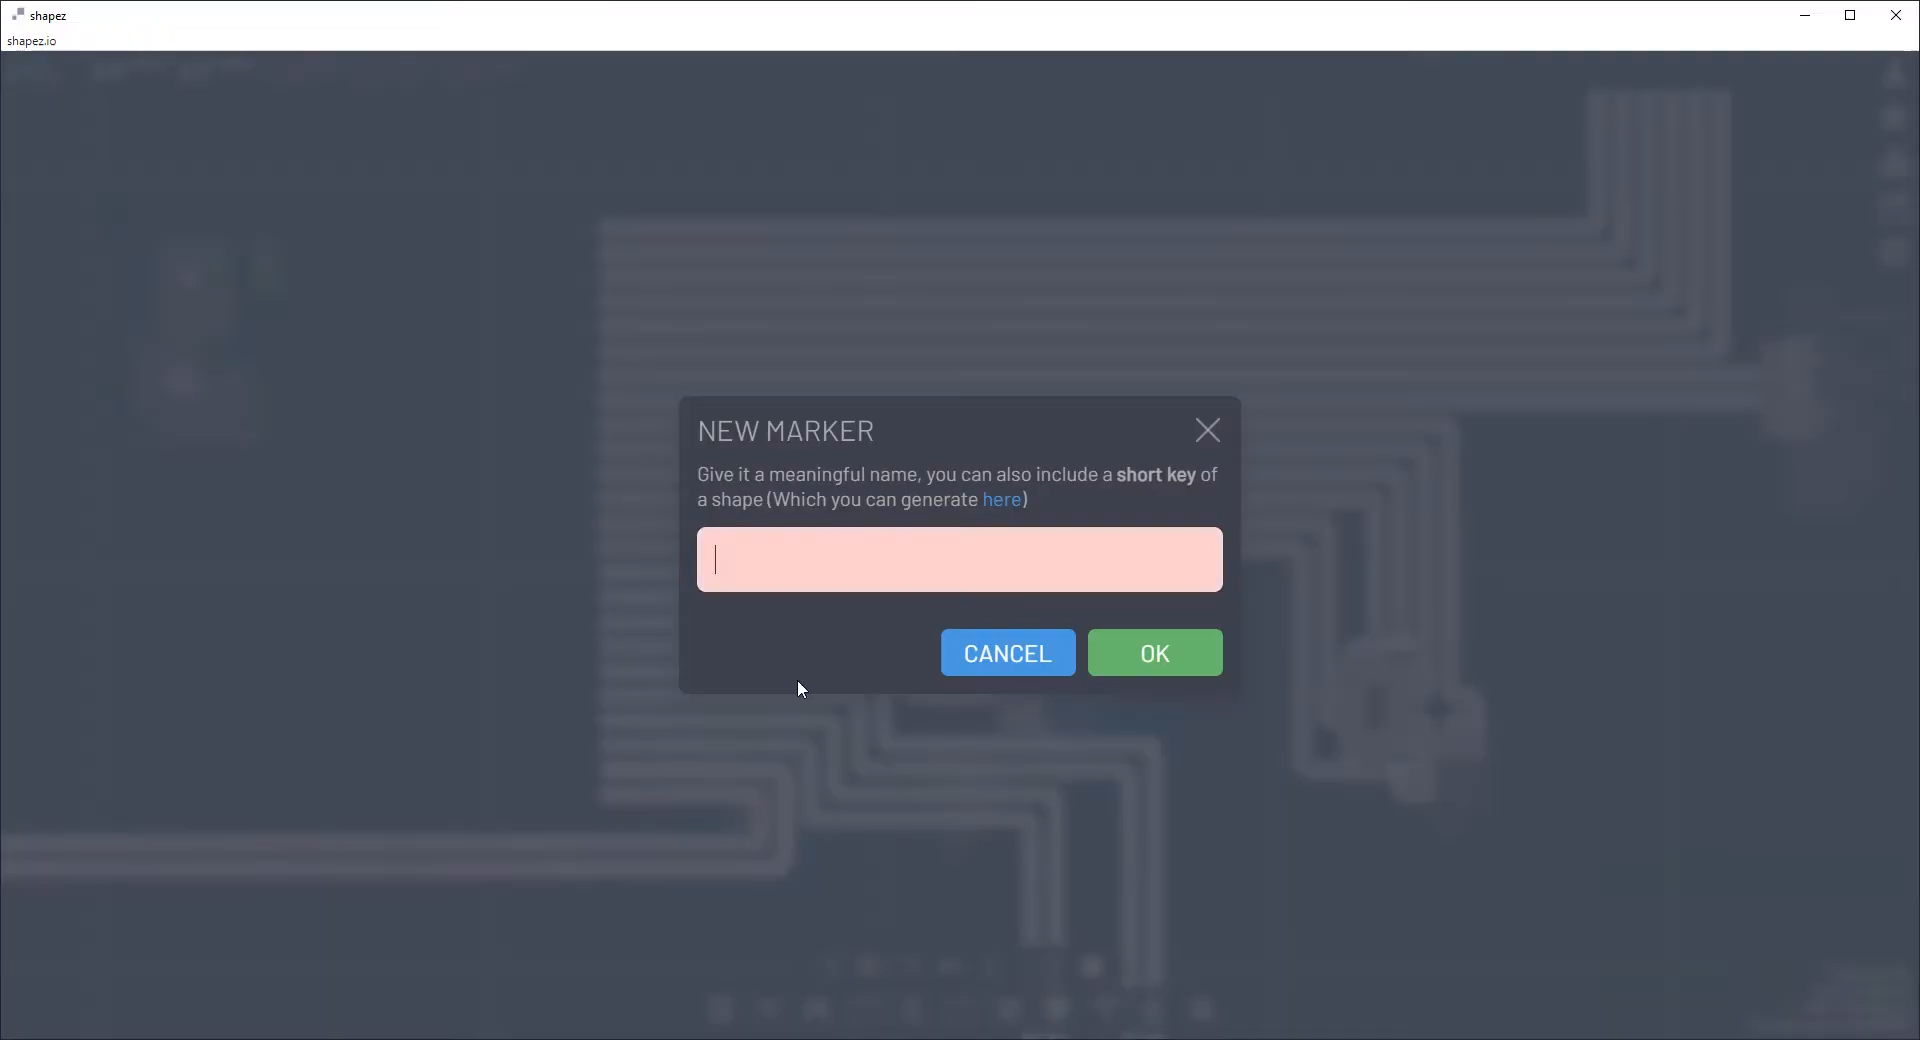 shapez
shapez.io
NEW MARKER
Give it a meaningful name, you can also include a short key of
a shape (Which you can generate here)
CANCEL
OK